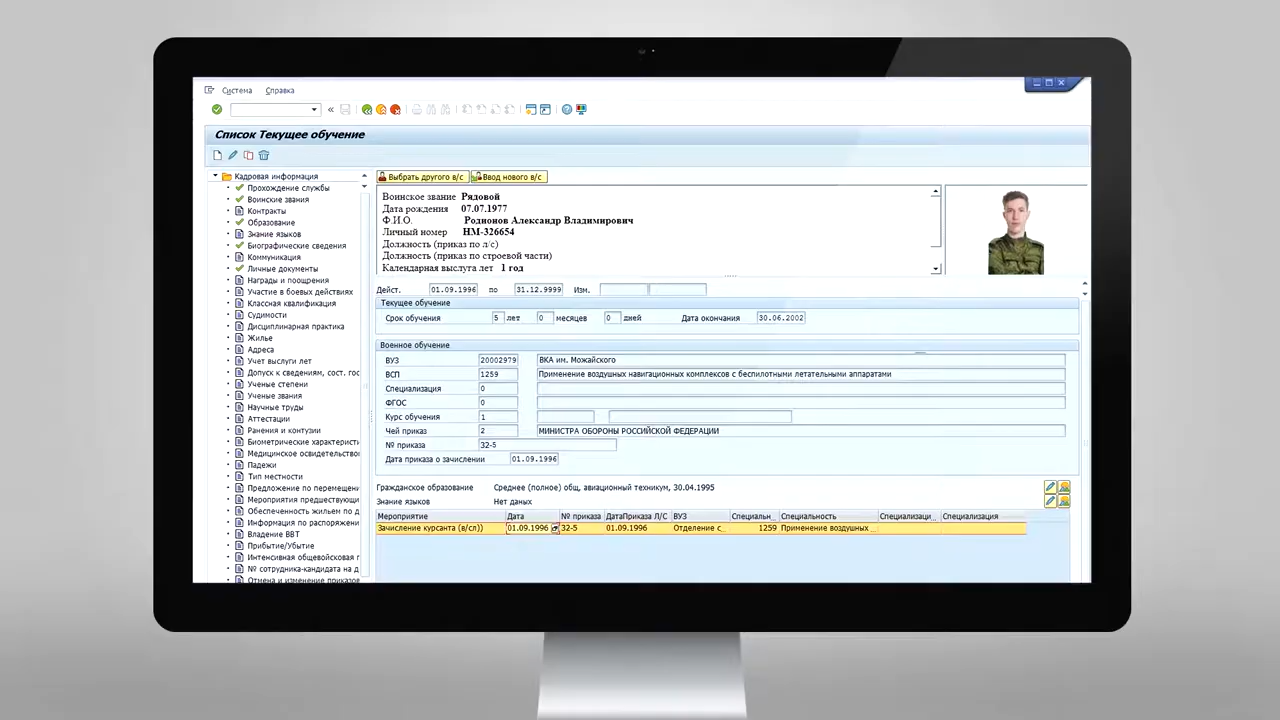 Система Справка
Список Текущее обучение
Кадровая информация
Прохождение службы
Воинские звания
Контракты
Образование
Знание языков
Биографические сведения
Коммуникация
Личные документы
Награды и поощрения
Участие в боевых действиях
Классная квалификация
Судимости
Дисциплинарная практика
Жилье
Адреса
Учет выслуги лет
Допуск к сведениям, сост. гос
Ученые степени
Ученые звания
Научные труды
Аттестации
Ранения и контузии
Биометрические характеристи
Медицинское освидетельство
Падежи
Тип местности
Предложение по перемещени
Мероприятия предшествующи
Обеспеченность жильем по д
Информация по распоряжени
Владение ВВТ
Прибытие/Убытие
Интенсивная общевойсковая п
№ сотрудника-кандидата на д
Отмена и изменение приказов
Выбрать другого в/с Ввод нового в/с
Воинское звание Рядовой
Дата рождения 07.07.1977
Ф.И.О. Родионов Александр Владимирович
Личный номер НМ-326654
Должность (приказ по л/с)
Должность (приказ по строевой части)
Календарная выслуга лет 1 год
Дейст. 01.09.1996 по 31.12.9999 Изм.
Текущее обучение
Срок обучения 5 лет 0 месяцев 0 дней Дата окончания 30.06.2002
Военное обучение
ВУЗ 20002979 ВКА им. Можайского
ВСП 1259 Применение воздушных навигационных комплексов с беспилотными летательными аппаратами
Специализация 0
ФГОС 0
Курс обучения 1
Чей приказ 2 МИНИСТРА ОБОРОНЫ РОССИЙСКОЙ ФЕДЕРАЦИИ
№ приказа 32-5
Дата приказа о зачислении 01.09.1996
Гражданское образование Среднее (полное) общ, авиационный техникум, 30.04.1995
Знание языков Нет данных
Мероприятие Дата № приказа ДатаПриказа Л/С ВУЗ Специальн... Специальность Специализаци... Специализация
Зачисление курсанта (в/сл)) 01.09.1996 32-5 01.09.1996 Отделение с... 1259 Применение воздушных ...